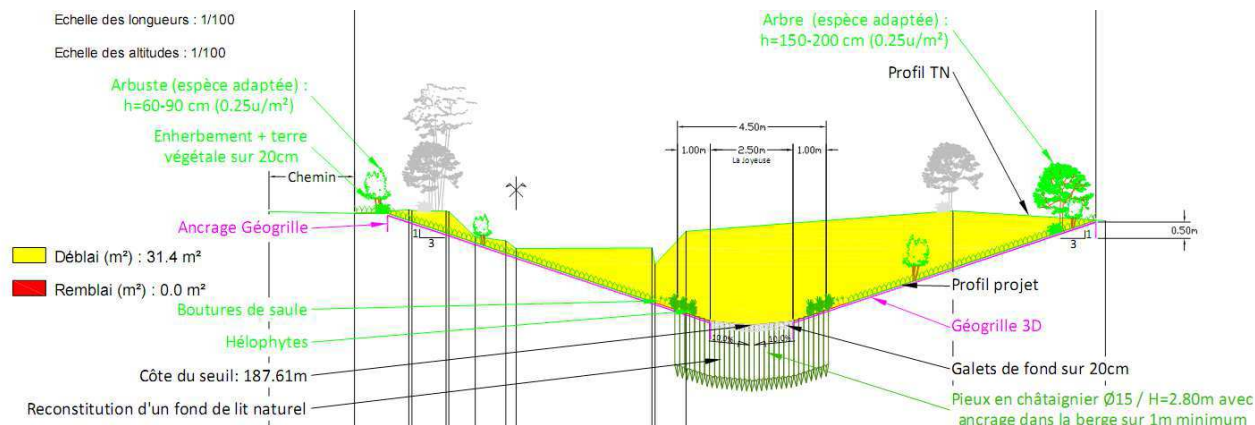 Echelle des longueurs : 1/100
Echelle des altitudes : 1/100
Arbuste (espèce adaptée) :
h=60-90 cm (0.25u/m²)
Enherbement + terre
végétale sur 20cm
Chemin
Ancrage Géogrille
Déblai (m²) : 31.4 m²
Remblai (m²) : 0.0 m²
Boutures de saule
Hélophytes
Côte du seuil: 187.61m
Reconstitution d'un fond de lit naturel
1
3
4.50m
1.00m
2.50m
1.00m
La Joyeuse
10.0%
10.0%
Arbre (espèce adaptée) :
h=150-200 cm (0.25u/m²)
Profil TN
1
3
0.50m
Profil projet
Géogrille 3D
Galets de fond sur 20cm
Pieux en châtaignier Ø15 / H=2.80m avec
ancrage dans la berge sur 1m minimum